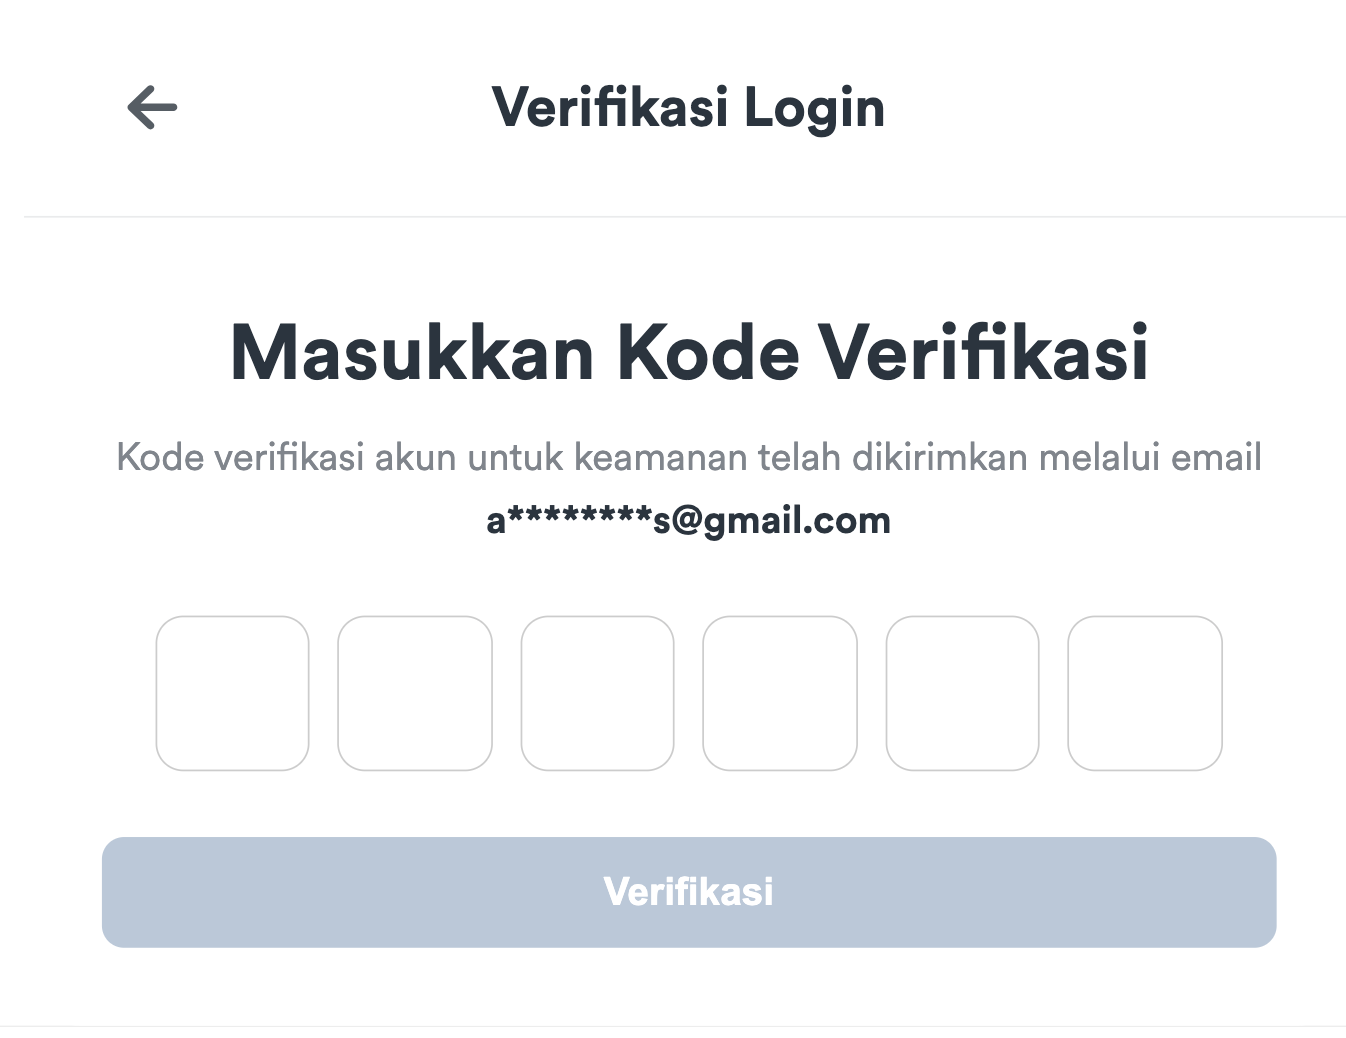 Verifikasi Login
Masukkan Kode Verifikasi
Kode verifikasi akun untuk keamanan telah dikirimkan melalui email
a********s@gmail.com
Verifikasi